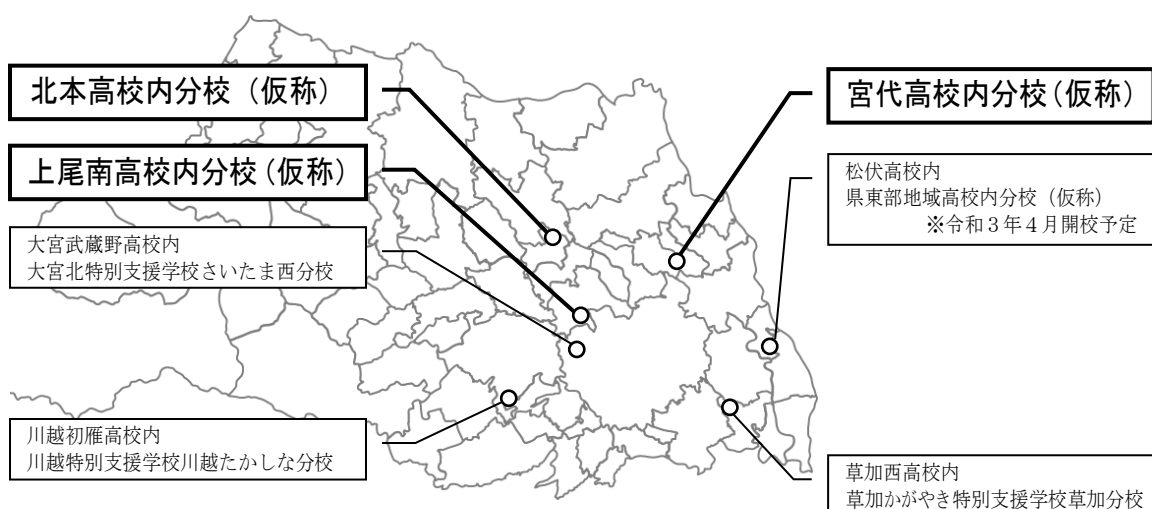 北本高校内分校（仮称）
上尾南高校内分校（仮称）
大宮武蔵野高校内
大宮北特別支援学校さいたま西分校
川越初雁高校内
川越特別支援学校川越たかしな分校
宮代高校内分校（仮称）
松伏高校内
県東部地域高校内分校（仮称）
※令和３年４月開校予定
草加西高校内
草加かがやき特別支援学校草加分校